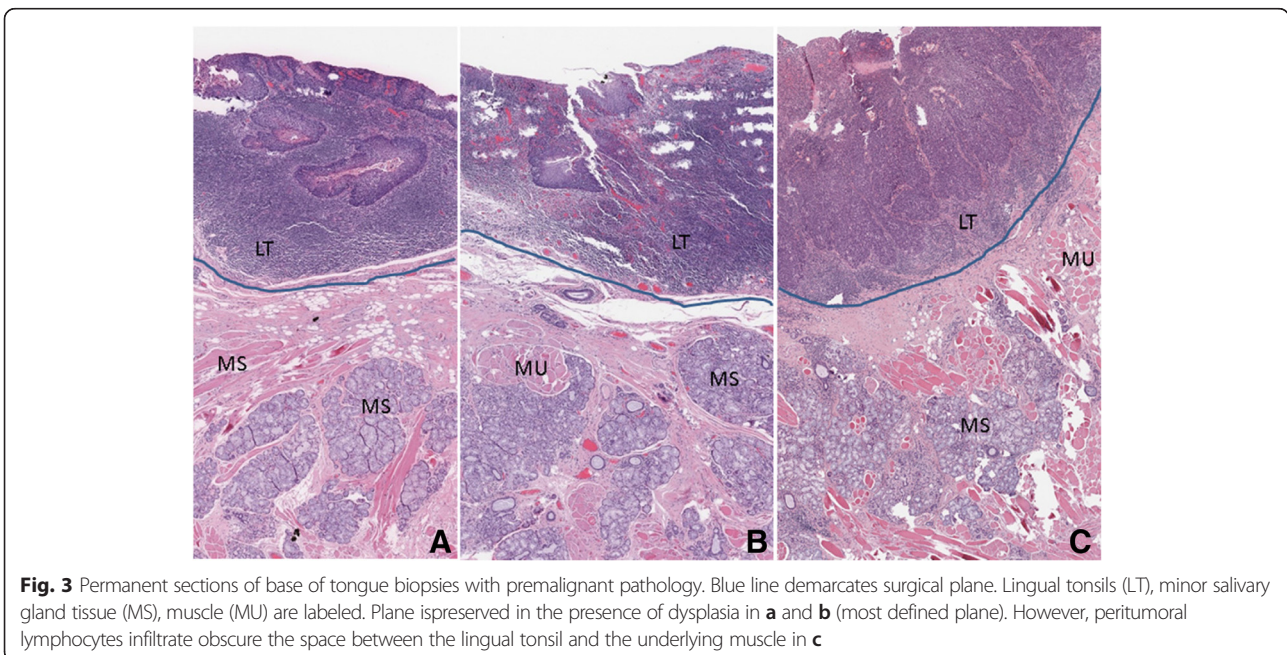 LT
MS
MS
A
LT
MU
MS
B
LT
MU
MS
C
Fig. 3 Permanent sections of base of tongue biopsies with premalignant pathology. Blue line demarcates surgical plane. Lingual tonsils (LT), minor salivary
gland tissue (MS), muscle (MU) are labeled. Plane ispreserved in the presence of dysplasia in a and b (most defined plane). However, peritumoral
lymphocytes infiltrate obscure the space between the lingual tonsil and the underlying muscle in c